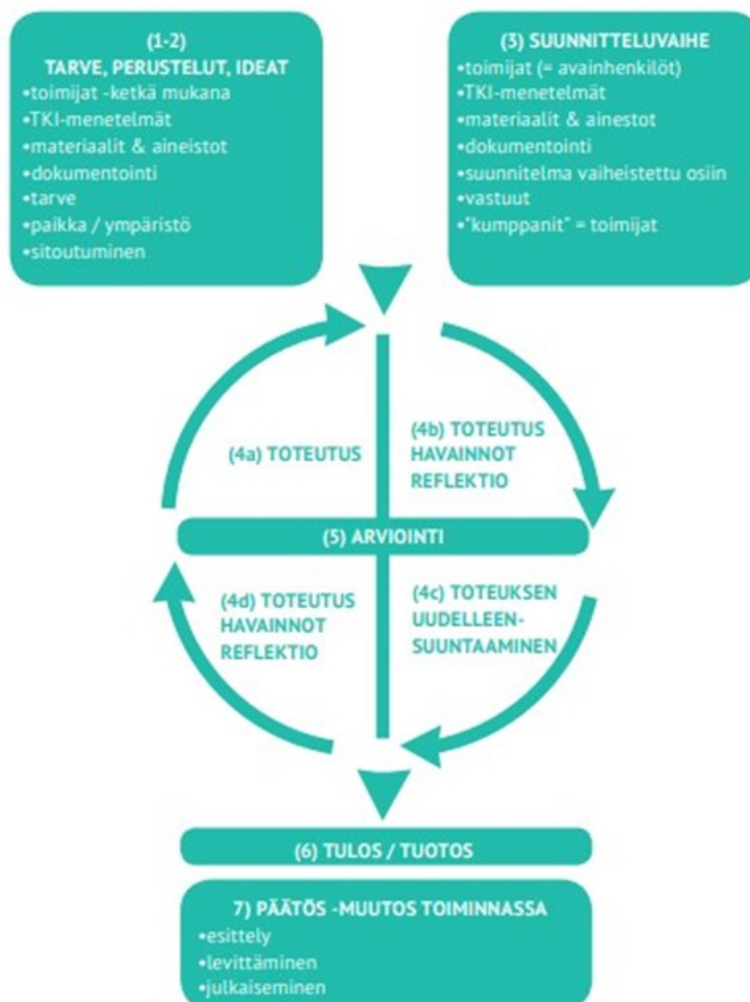 (1-2)
TARVE, PERUSTELUT, IDEAT
•toimijat -ketkä mukana
•TKI-menetelmät
•materiaalit & aineistot
•dokumentointi
•tarve
•paikka / ympäristö
•sitoutuminen
(3) SUUNNITTELUVAIHE
•toimijat (= avainhenkilöt)
•TKI-menetelmät
•materiaalit & ainestot
•dokumentointi
•suunnitelma vaiheistettu osiin
•vastuut
•"kumppanit" = toimijat
(4a) TOTEUTUS
(4b) TOTEUTUS
HAVAINNOT
REFLEKTIO
(5) ARVIOINTI
(4d) TOTEUTUS
HAVAINNOT
REFLEKTIO
(4c) TOTEUKSEN
UUDELLEEN-
SUUNTAAMINEN
(6) TULOS / TUOTOS
7) PÄÄTÖS -MUUTOS TOIMINNASSA
•esittely
•levittäminen
•julkaiseminen